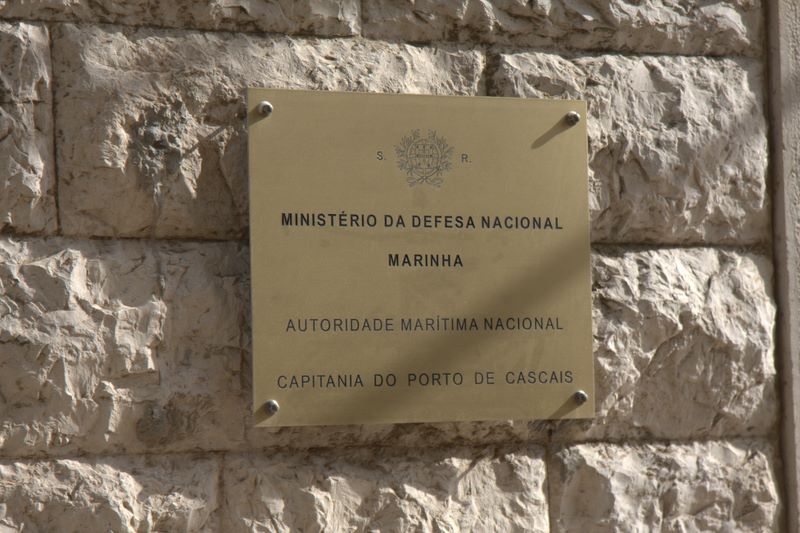 S. R.
MINISTÉRIO DA DEFESA NACIONAL
MARINHA
AUTORIDADE MARÍTIMA NACIONAL
CAPITANIA DO PORTO DE CASCAIS